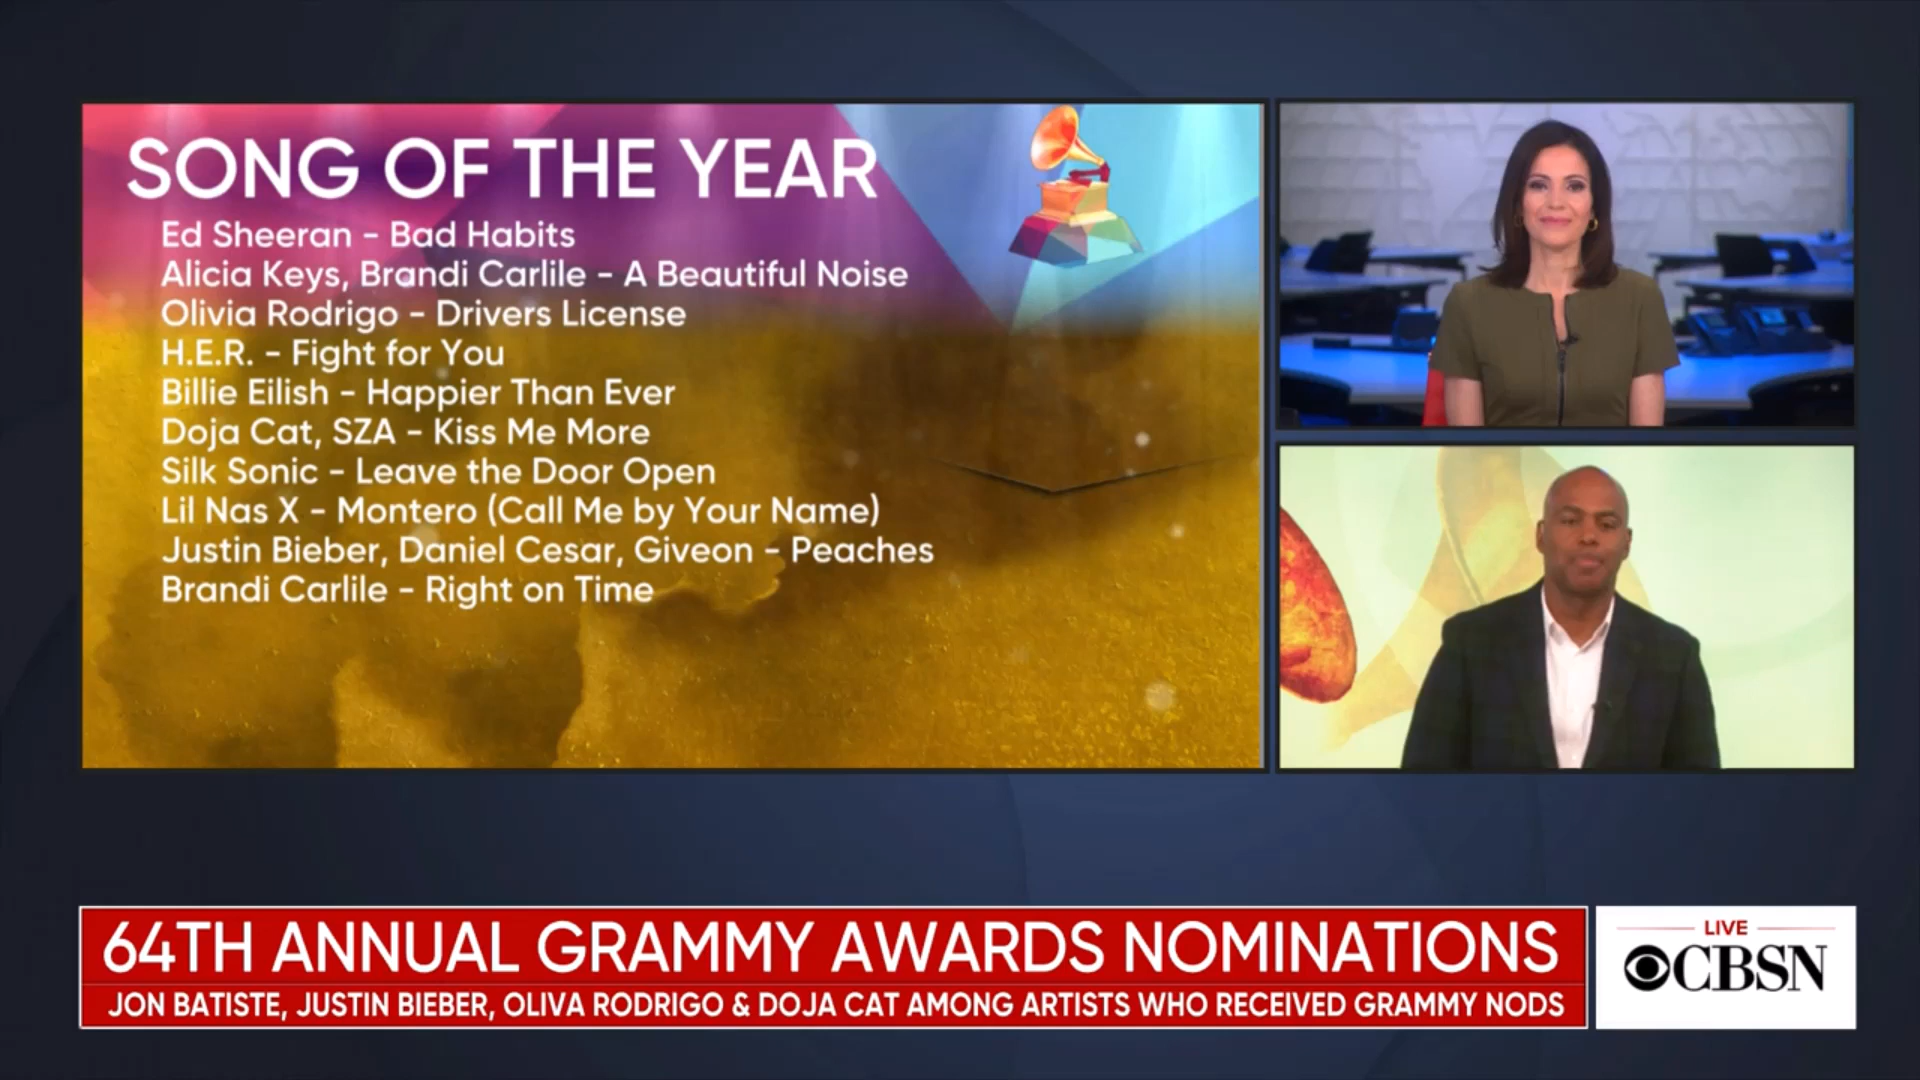 SONG OF THE YEAR
Ed Sheeran - Bad Habits
Alicia Keys, Brandi Carlile - A Beautiful Noise
Olivia Rodrigo - Drivers License
H.E.R. - Fight for You
Billie Eilish - Happier Than Ever
Doja Cat, SZA - Kiss Me More
Silk Sonic - Leave the Door Open
Lil Nas X - Montero (Call Me by Your Name)
Justin Bieber, Daniel Cesar, Giveon - Peaches
Brandi Carlile - Right on Time
64TH ANNUAL GRAMMY AWARDS NOMINATIONS
JON BATISTE, JUSTIN BIEBER, OLIVA RODRIGO & DOJA CAT AMONG ARTISTS WHO RECEIVED GRAMMY NODS
LIVE
CBSN